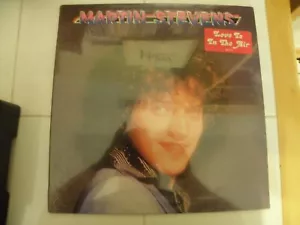 MARTIN STEVENS
Love Is
In The Air